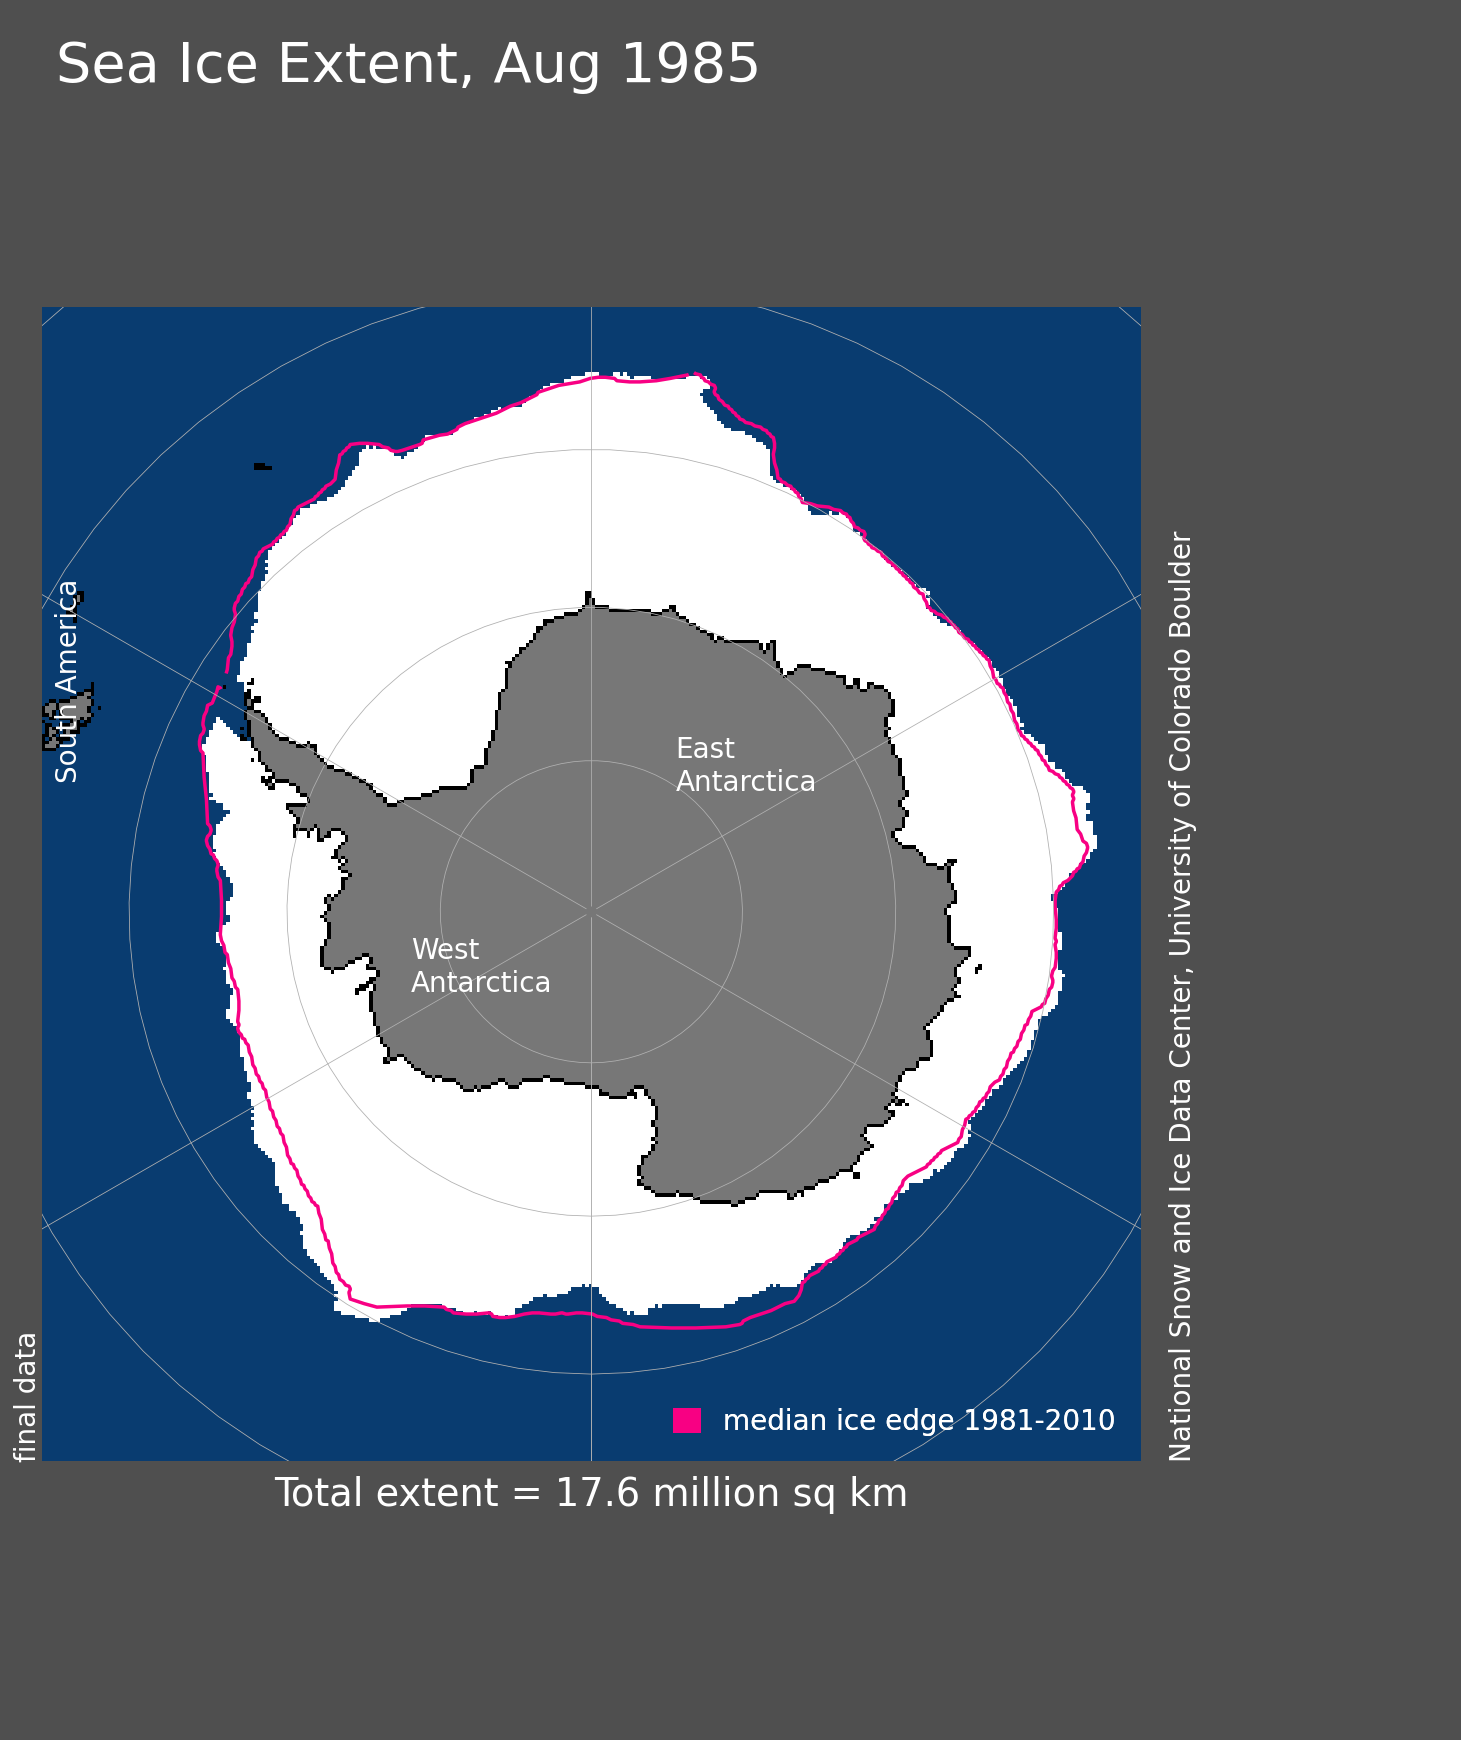 Sea Ice Extent, Aug 1985
South America
East
Antarctica
West
Antarctica
median ice edge 1981-2010
final data
National Snow and Ice Data Center, University of Colorado Boulder
Total extent = 17.6 million sq km